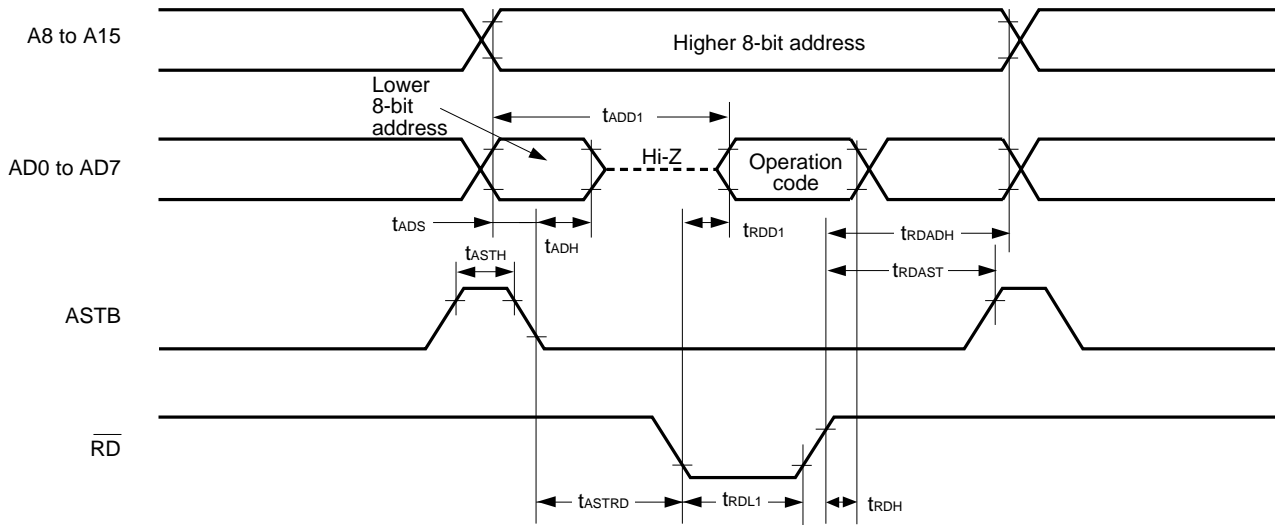 A8 to A15
Higher 8-bit address
Lower
8-bit
address
tADD1
AD0 to AD7
Hi-Z
Operation
code
tADS
tADH
tRDD1
tRDADH
tASTH
tRDAST
ASTB
RD
tASTRD
tRDL1
tRDH